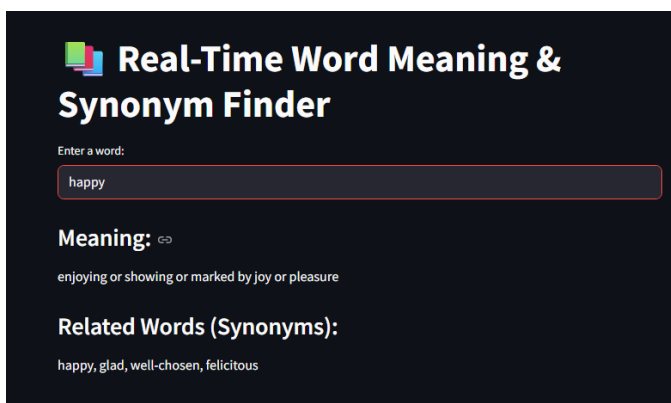 📚 Real-Time Word Meaning &
Synonym Finder
Enter a word:
happy
Meaning:
enjoying or showing or marked by joy or pleasure
Related Words (Synonyms):
happy, glad, well-chosen, felicitous